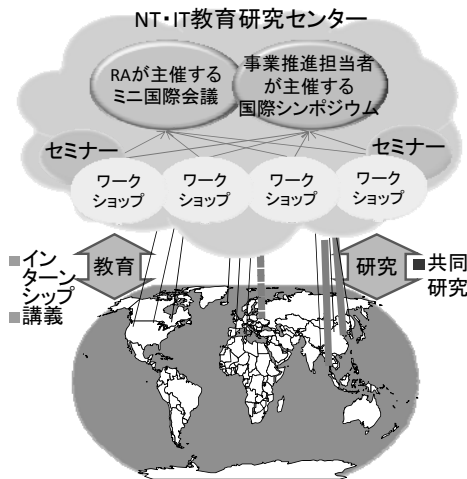 NT・IT教育研究センター
RAが主催する
ミニ国際会議
事業推進担当者
が主催する
国際シンポジウム
セミナー
セミナー
ワーク
ショップ
ワーク
ショップ
ワーク
ショップ
ワーク
ショップ
イン
ターン
シップ
講義
教育
研究
共同
研究